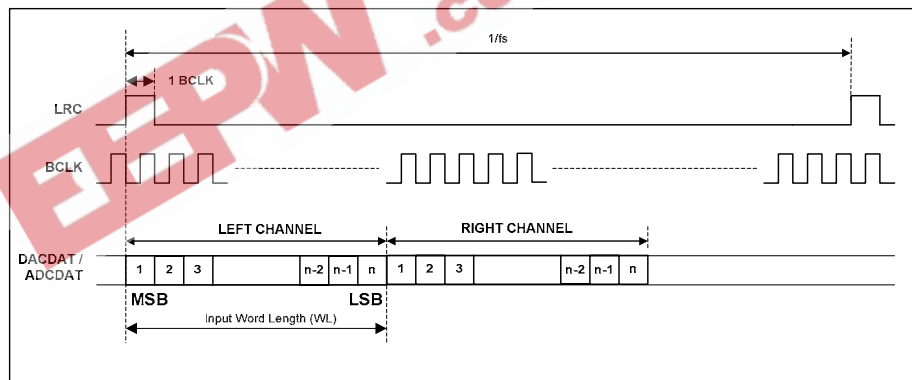 EEPW .co
1/fs
1 BCLK
LRC
BCLK
LEFT CHANNEL RIGHT CHANNEL
DACDAT /
ADCDAT
1 2 3 n-2 n-1 n 1 2 3 n-2 n-1 n
MSB LSB
Input Word Length (WL)